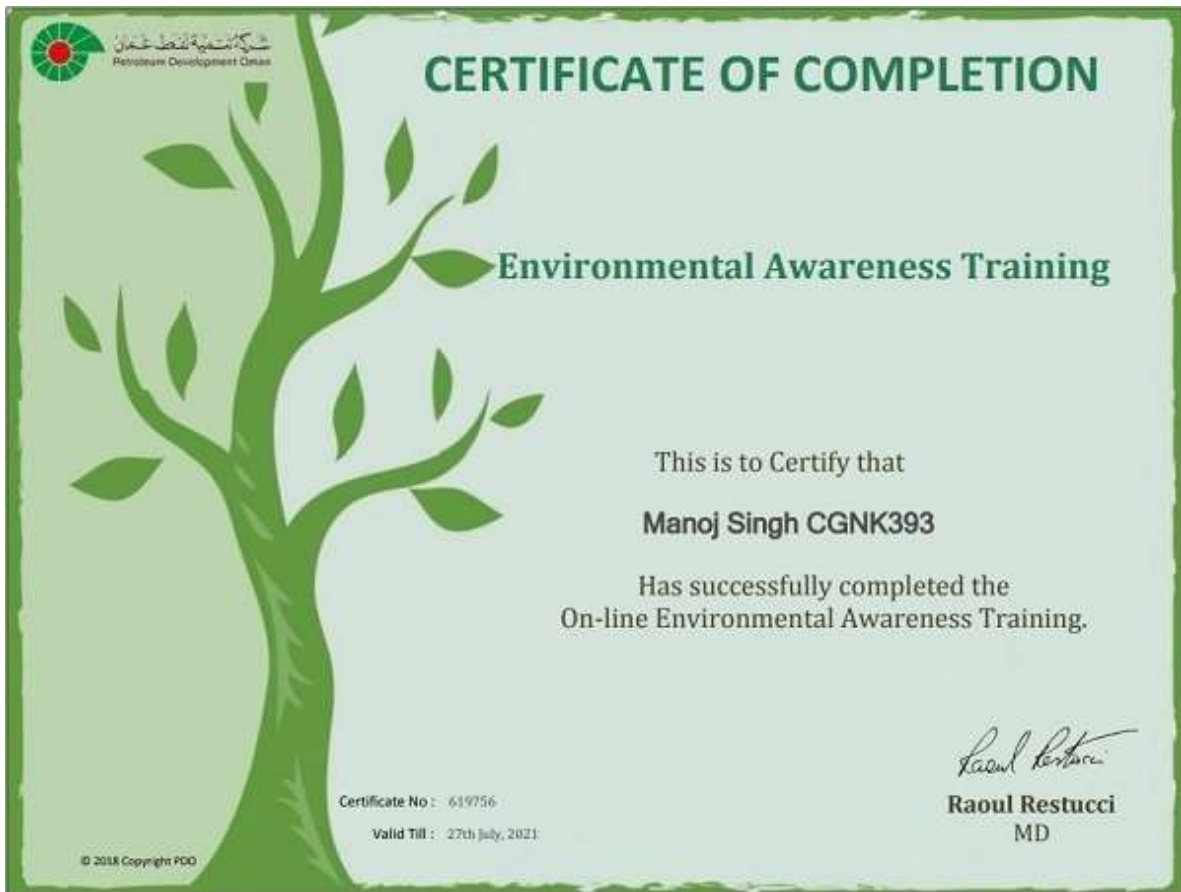 شركة تنمية نفط عمان
Petroleum Development Oman
CERTIFICATE OF COMPLETION
Environmental Awareness Training
This is to Certify that
Manoj Singh CGNK393
Has successfully completed the
On-line Environmental Awareness Training.
Raoul Restucci
Raoul Restucci
MD
Certificate No : 619756
Valid Till : 27th July, 2021
© 2018 Copyright PDO